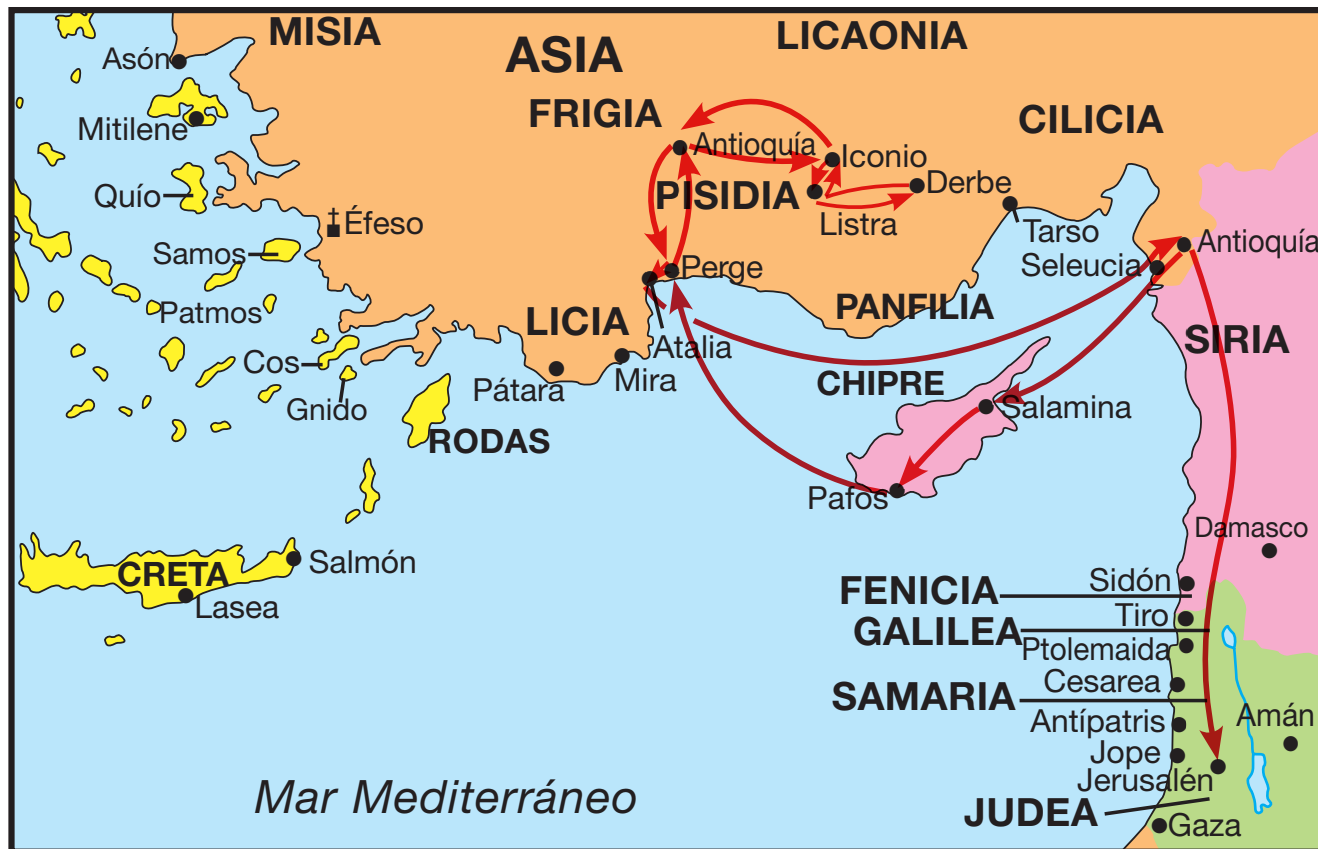 MISIA
ASIA
LICAONIA
Asón
FRIGIA
CILICIA
Mitilene
Antioquía
Iconio
PISIDIA
Derbe
Quío
Listra
Éfeso
Tarso
Antioquía
Samos
Perge
Seleucia
Patmos
LICIA
PANFILIA
SIRIA
Cos
Atalia
Pátara
Mira
CHIPRE
Gnido
Salamina
RODAS
Pafos
Damasco
CRETA
Salmón
Lasea
FENICIA
Sidón
Tiro
GALILEA
Ptolemaida
SAMARIA
Cesarea
Antípatris
Amán
Jope
Jerusalén
Mar Mediterráneo
JUDEA
Gaza